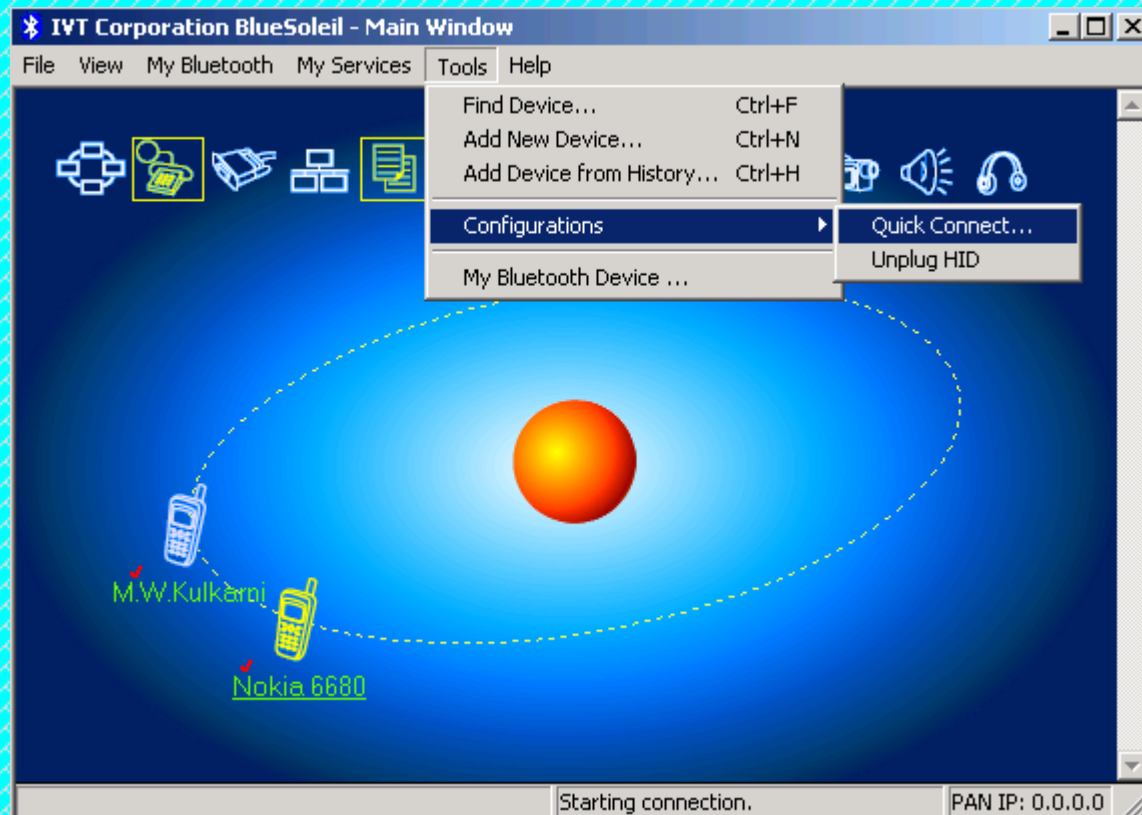 IVT Corporation BlueSoleil - Main Window
File View My Bluetooth My Services Tools Help
Find Device... Ctrl+F
Add New Device... Ctrl+N
Add Device from History... Ctrl+H
Configurations
Quick Connect...
Unplug HID
My Bluetooth Device ...
M.W.Kulkarni
Nokia 6680
Starting connection.
PAN IP: 0.0.0.0